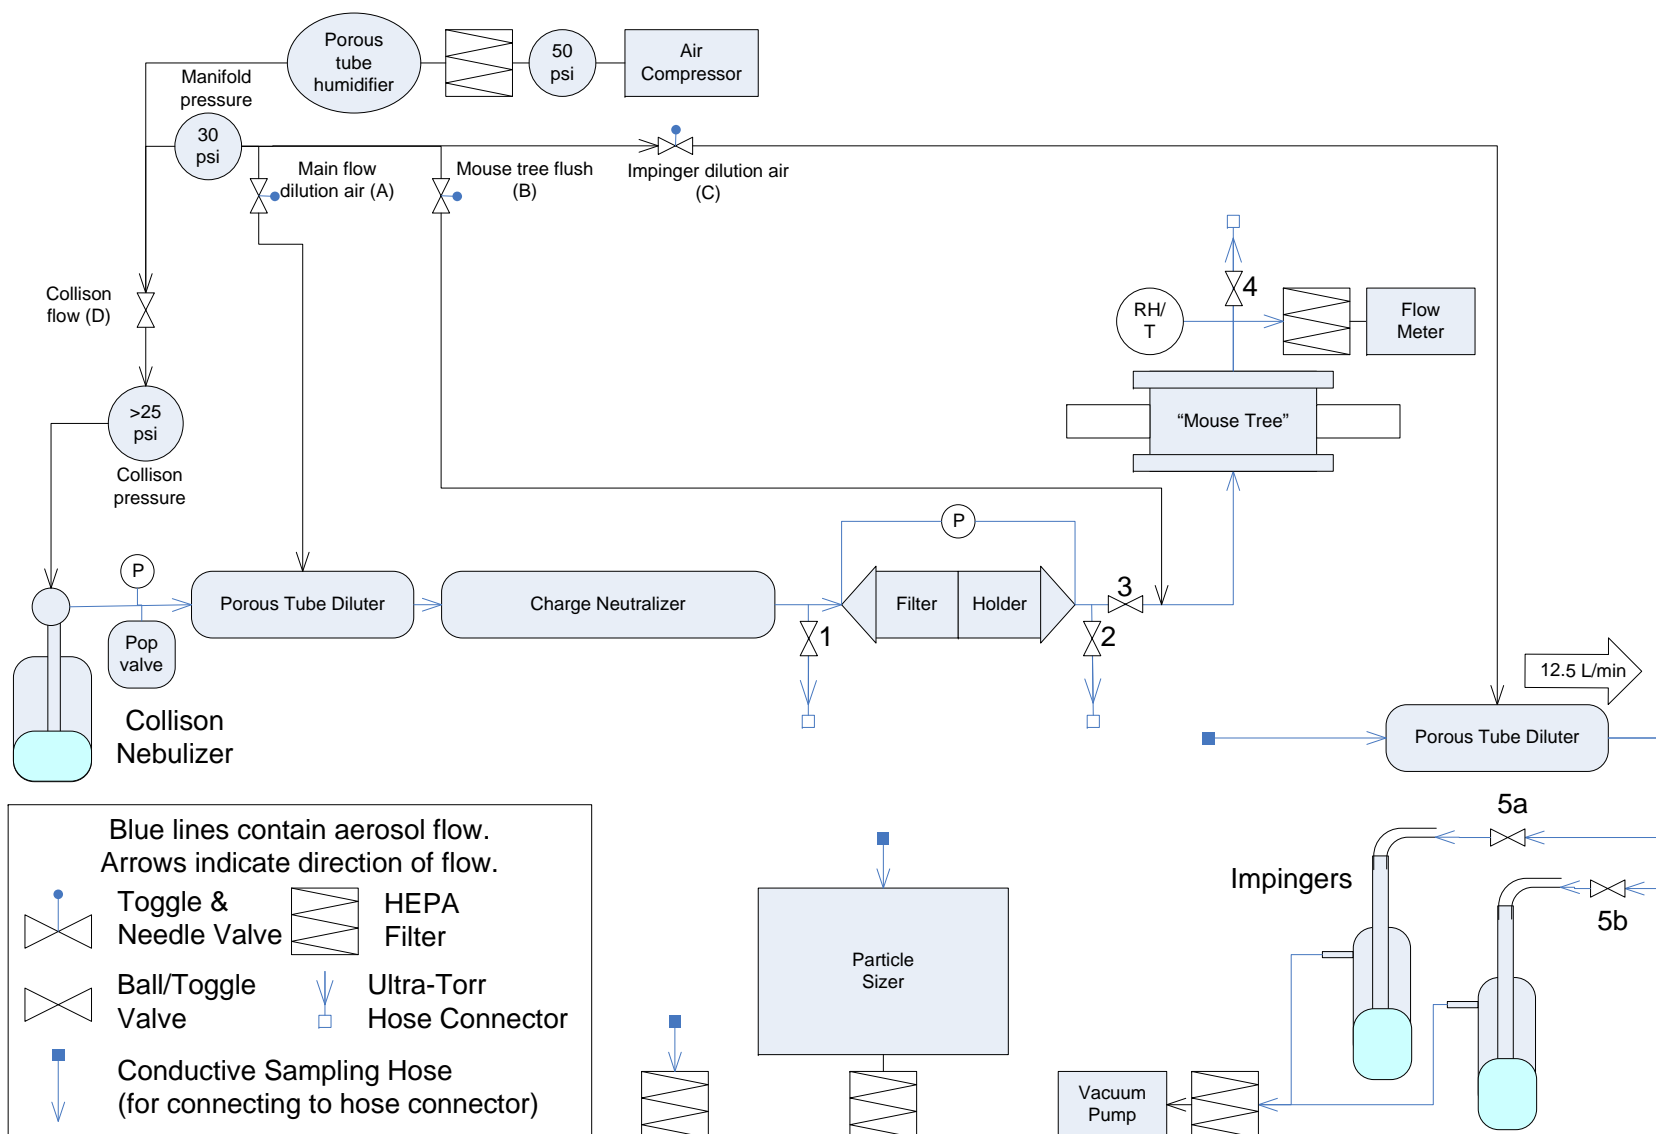 Porous
tube
humidifier
50
psi
Air
Compressor
Manifold
pressure
30
psi
Main flow
dilution air (A)
Mouse tree flush
(B)
Impinger dilution air
(C)
Collison
flow (D)
>25
psi
Collison
pressure
RH/
T
4
Flow
Meter
“Mouse Tree”
P
P
Pop
valve
Porous Tube Diluter
Charge Neutralizer
Filter
Holder
1
2
3
12.5 L/min
Porous Tube Diluter
Collison
Nebulizer
Blue lines contain aerosol flow.
Arrows indicate direction of flow.
Toggle &
Needle Valve
HEPA
Filter
Ball/Toggle
Valve
Ultra-Torr
Hose Connector
Conductive Sampling Hose
(for connecting to hose connector)
Particle
Sizer
Impingers
5a
5b
Vacuum
Pump